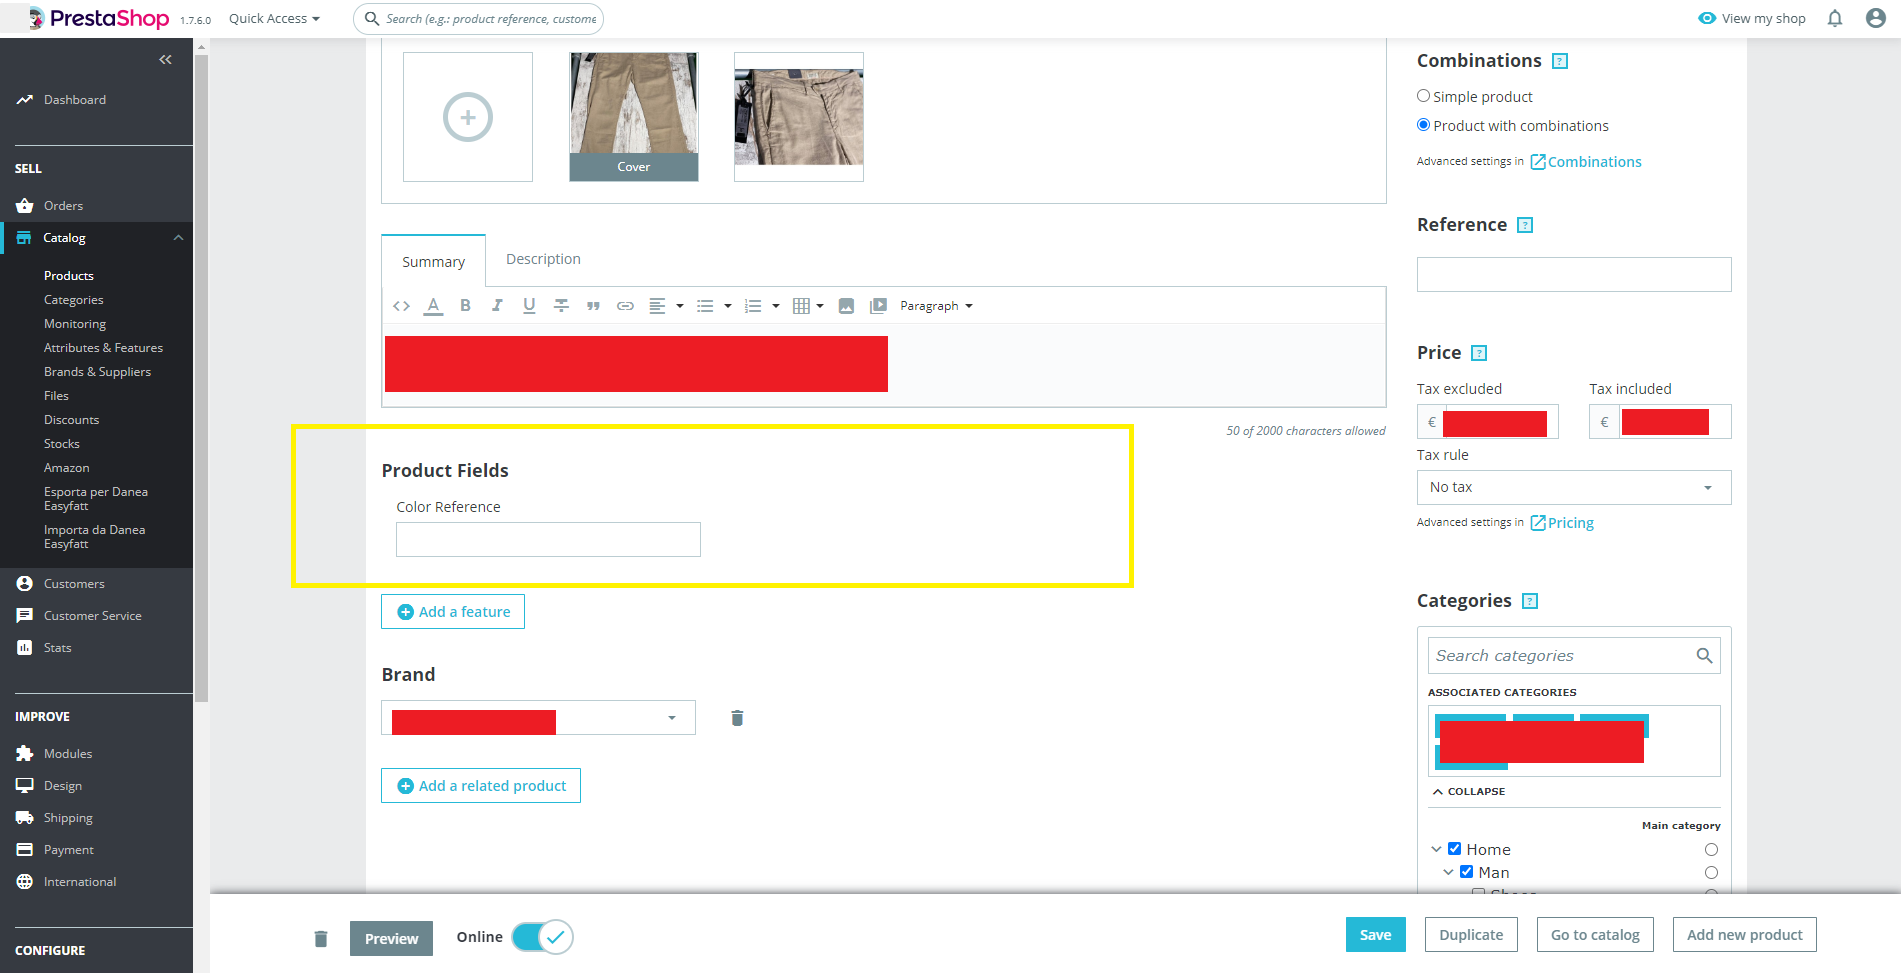 PrestaShop 1.7.6.0 Quick Access Search (e.g.: product reference, custome View my shop
Dashboard
SELL
Orders
Catalog
Products
Categories
Monitoring
Attributes & Features
Brands & Suppliers
Files
Discounts
Stocks
Amazon
Esporta per Danea
Easyfatt
Importa da Danea
Easyfatt
Customers
Customer Service
Stats
IMPROVE
Modules
Design
Shipping
Payment
International
CONFIGURE
Cover
Summary Description
Paragraph
50 of 2000 characters allowed
Product Fields
Color Reference
Add a feature
Brand
Add a related product
Combinations ?
Simple product
Product with combinations
Advanced settings in Combinations
Reference ?
Price ?
Tax excluded Tax included
€ €
Tax rule
No tax
Advanced settings in Pricing
Categories ?
Search categories
ASSOCIATED CATEGORIES
COLLAPSE
Main category
Home
Man
Preview Online Save Duplicate Go to catalog Add new product